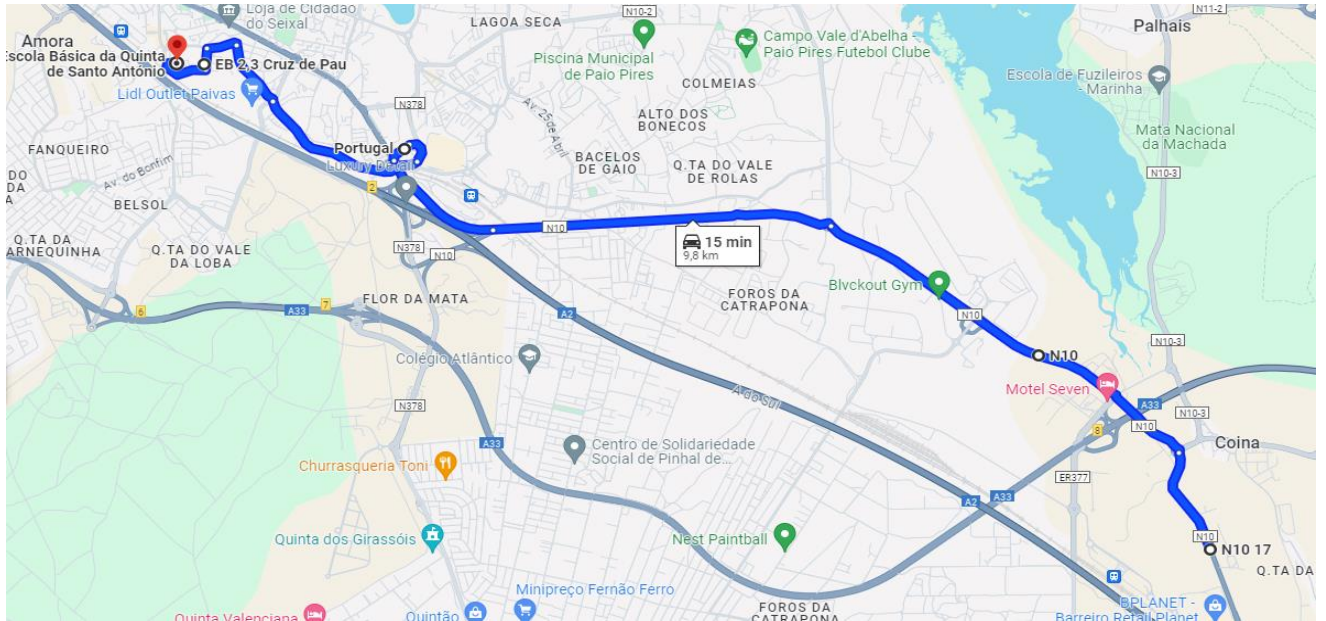 Loja de Cidadão
do Seixal
LAGOA SECA
N10-2
N11-2
Palhais
Amora
Escola Básica da Quinta
de Santo António
EB 2,3 Cruz de Pau
Piscina Municipal
de Paio Pires
Campo Vale d'Abelha -
Paio Pires Futebol Clube
Escola de Fuzileiros
- Marinha
Lidl Outlet Paivas
N378
COLMEIAS
ALTO DOS
BONECOS
Mata Nacional
da Machada
Av. 25 de Abril
FANQUEIRO
Portugal
BACELOS
DE GAIO
Q.TA DO VALE
DE ROLAS
N10-3
Av. do Bonfim
2
BELSOL
N10
15 min
9,8 km
Q.TA DO VALE
DA LOBA
N378
N10
FLOR DA MATA
FOROS DA
CATRAPONA
Blvckout Gym
N10
6
A33
7
A2
Colégio Atlântico
N10
N10-3
Motel Seven
A33
N378
A do Sul
N10
N10-3
8
Coina
A33
Centro de Solidariedade
Social de Pinhal de...
Churrasqueria Toni
ER377
A2
A33
Quinta dos Girassóis
Nest Paintball
N10
N10 17
Q.TA DA
Minipreço Fernão Ferro
Quinta Valenciana
Quintão
FOROS DA
CATRAPONA
BPLANET -
Barreiro Retail Planet